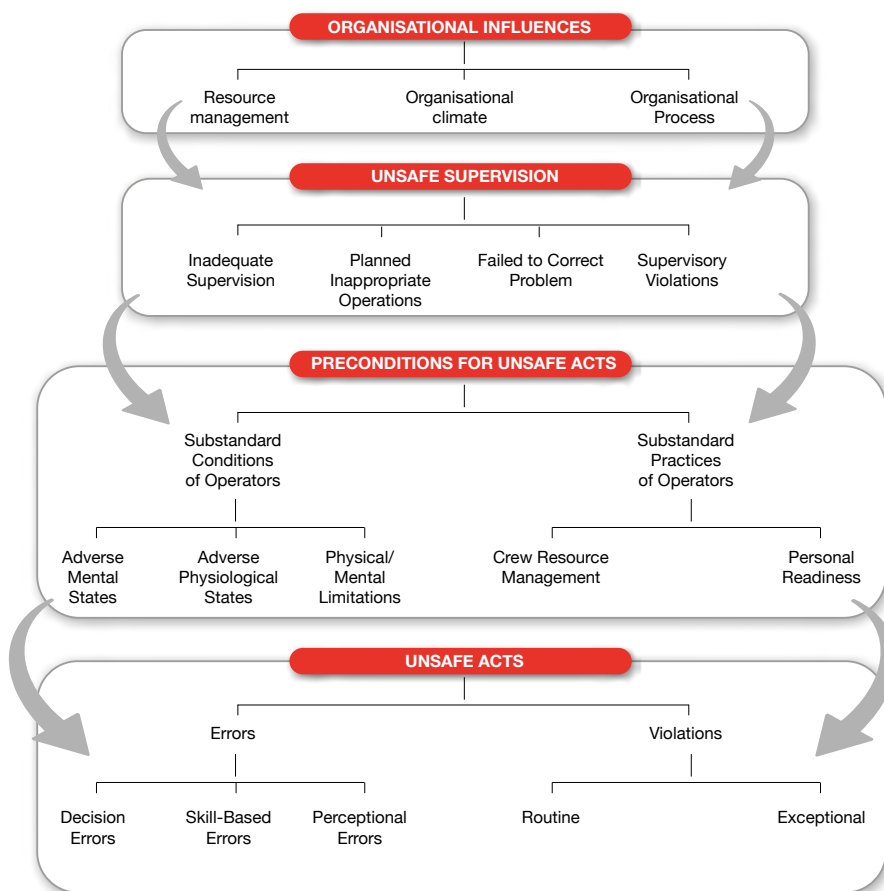 ORGANISATIONAL INFLUENCES
Resource
management
Organisational
climate
Organisational
Process
UNSAFE SUPERVISION
Inadequate
Supervision
Planned
Inappropriate
Operations
Failed to Correct
Problem
Supervisory
Violations
PRECONDITIONS FOR UNSAFE ACTS
Substandard
Conditions
of Operators
Substandard
Practices
of Operators
Adverse
Mental
States
Adverse
Physiological
States
Physical/
Mental
Limitations
Crew Resource
Management
Personal
Readiness
UNSAFE ACTS
Errors
Violations
Decision
Errors
Skill-Based
Errors
Perceptional
Errors
Routine
Exceptional